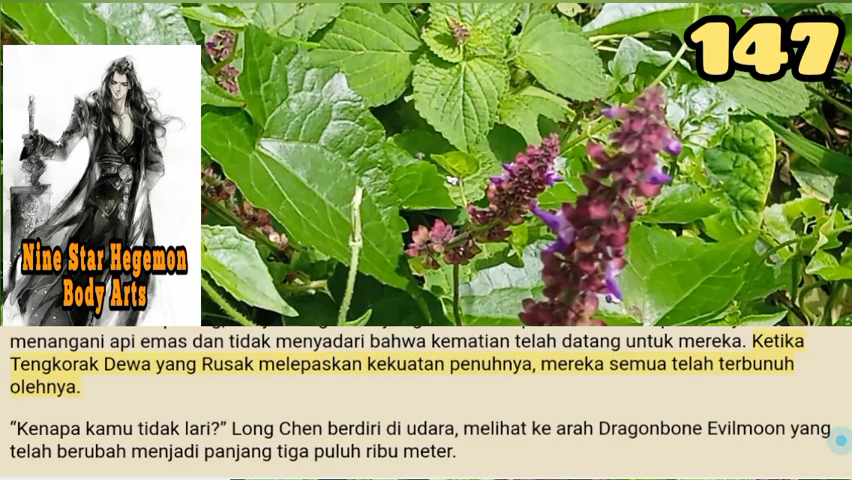 147
Nine Star Hegemon
Body Arts
menangani api emas dan tidak menyadari bahwa kematian telah datang untuk mereka. Ketika
Tengkorak Dewa yang Rusak melepaskan kekuatan penuhnya, mereka semua telah terbunuh
olehnya.
“Kenapa kamu tidak lari?” Long Chen berdiri di udara, melihat ke arah Dragonbone Evilmoon yang
telah berubah menjadi panjang tiga puluh ribu meter.